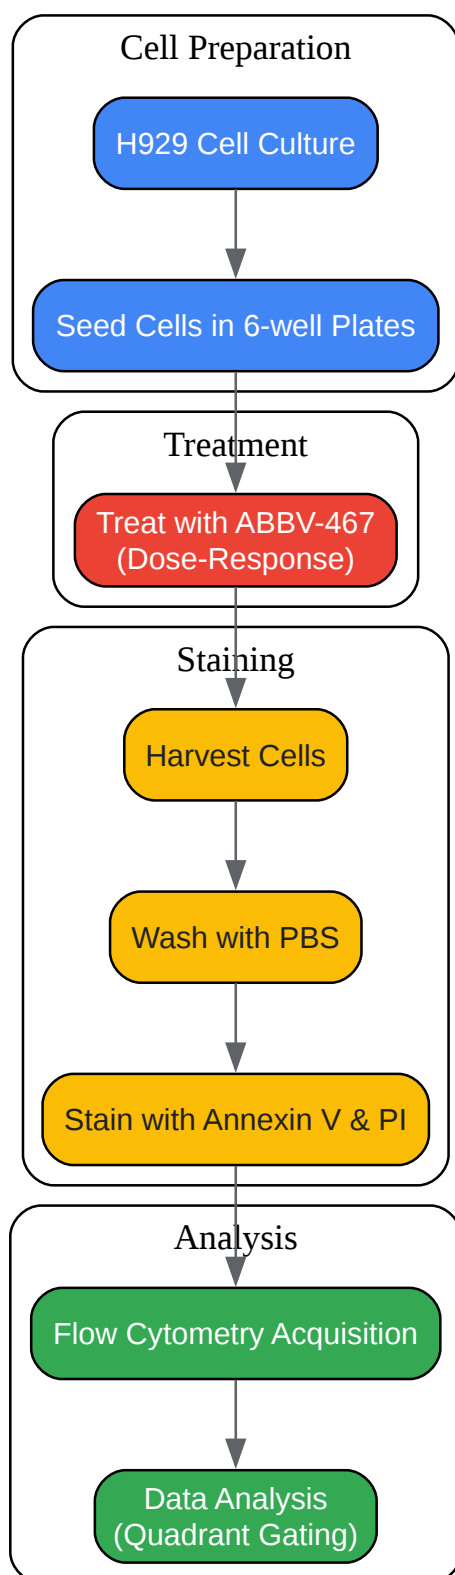 Cell Preparation
H929 Cell Culture
Seed Cells in 6-well Plates
Treatment
Treat with ABBV-467
(Dose-Response)
Staining
Harvest Cells
Wash with PBS
Stain with Annexin V & PI
Analysis
Flow Cytometry Acquisition
Data Analysis
(Quadrant Gating)